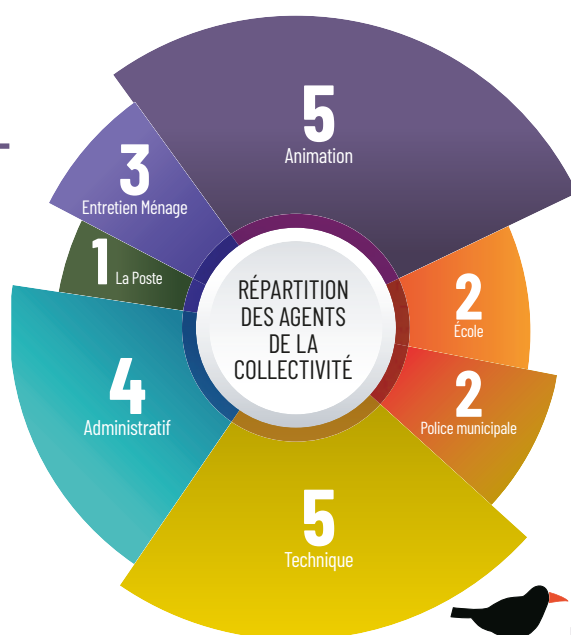 5
Animation
3
Entretien Ménage
1
La Poste
RÉPARTITION
DES AGENTS
DE LA
COLLECTIVITÉ
2
École
2
Police municipale
4
Administratif
5
Technique